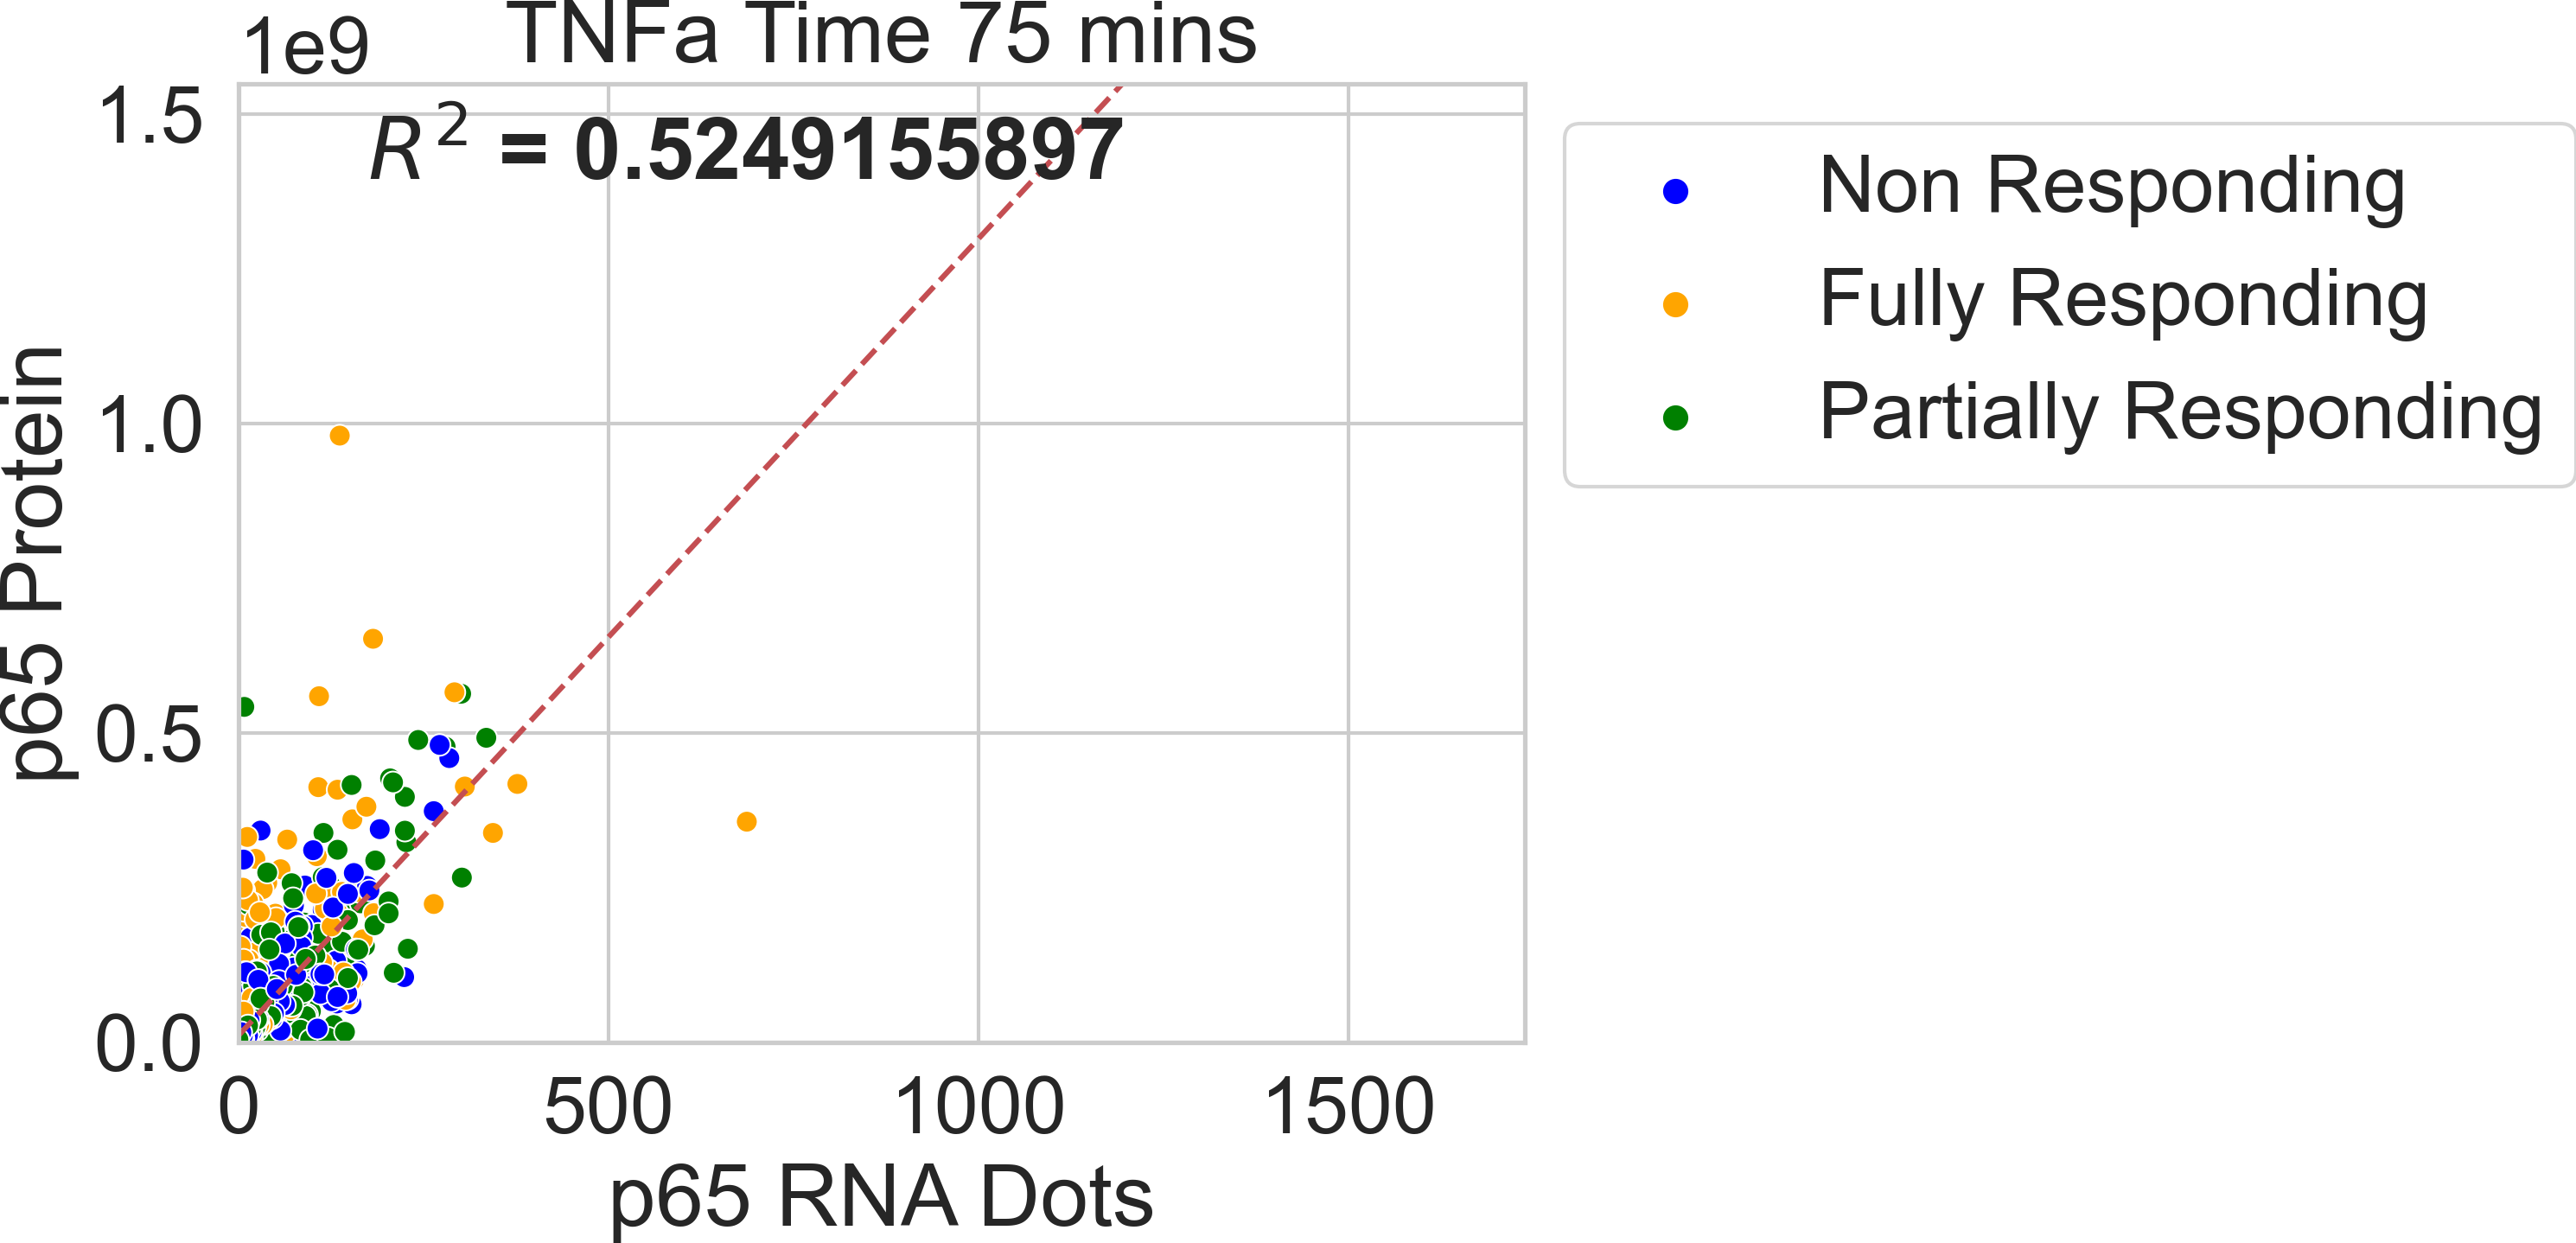 TNFa Time 75 mins
1e9
R² = 0.5249155897
1.5
1.0
0.5
0.0
p65 Protein
0 500 1000 1500
p65 RNA Dots
Non Responding
Fully Responding
Partially Responding